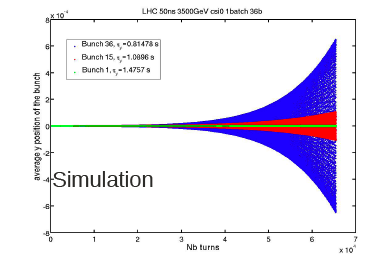 LHC 50ns 3500GeV csi0 1batch 36b
8 x 10⁻⁴
Bunch 36, τy=0.81478 s
Bunch 15, τy=1.0896 s
Bunch 1, τy=1.4757 s
6
4
2
0
-2
-4
-6
-8
average y position of the bunch
Simulation
0 1 2 3 4 5 6 7
Nb turns
x 10⁴